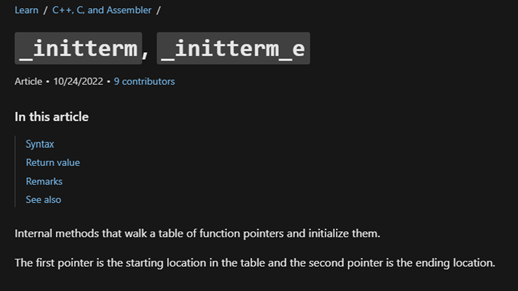 Learn / C++, C, and Assembler /
_initterm, _initterm_e
Article • 10/24/2022 • 9 contributors
In this article
Syntax
Return value
Remarks
See also
Internal methods that walk a table of function pointers and initialize them.
The first pointer is the starting location in the table and the second pointer is the ending location.